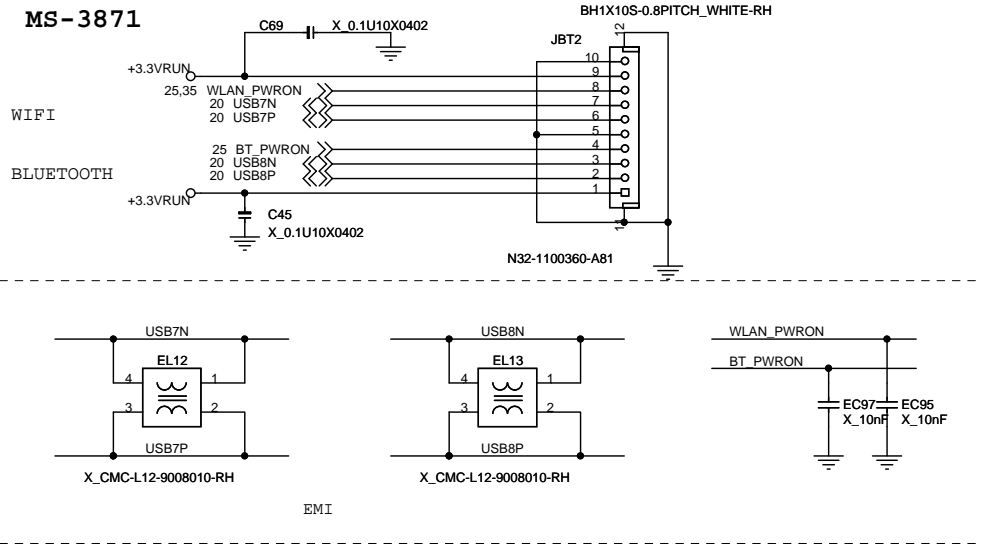 MS-3871
BH1X10S-0.8PITCH_WHITE-RH
C69 X_0.1U10X0402
JBT2
12
+3.3VRUN
10
9
25,35 WLAN_PWRON 8
20 USB7N 7
WIFI
20 USB7P 6
5
25 BT_PWRON 4
20 USB8N 3
BLUETOOTH
20 USB8P 2
1
+3.3VRUN
C45
X_0.1U10X0402
11
N32-1100360-A81
USB7N
EL12
4 1
3 2
USB7P
X_CMC-L12-9008010-RH
USB8N
EL13
4 1
3 2
USB8P
X_CMC-L12-9008010-RH
WLAN_PWRON
BT_PWRON
EC97 EC95
X_10nF X_10nF
EMI